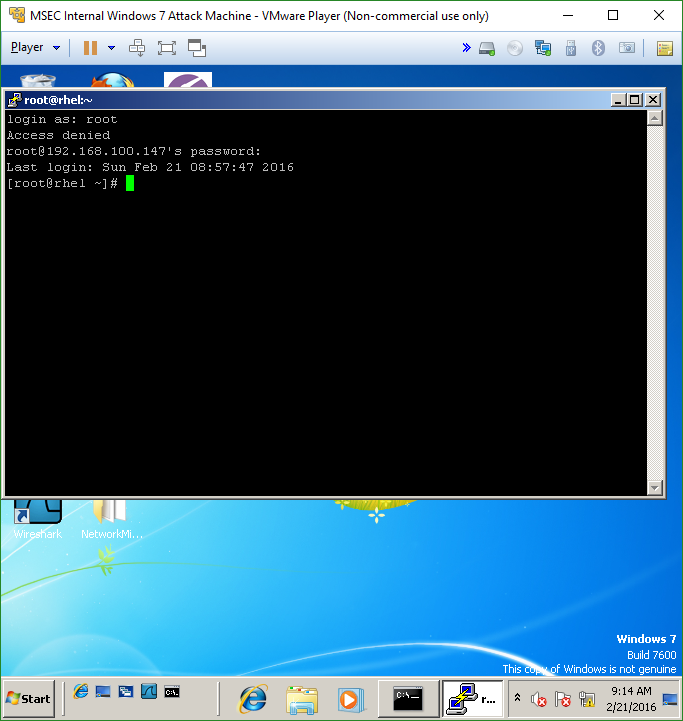 MSEC Internal Windows 7 Attack Machine - VMware Player (Non-commercial use only)
Player
root@rhel:~
login as: root
Access denied
root@192.168.100.147's password:
Last login: Sun Feb 21 08:57:47 2016
[root@rhel ~]#
Wireshark
NetworkMi...
Windows 7
Build 7600
This copy of Windows is not genuine
Start
C:\
C:\
r...
9:14 AM
2/21/2016